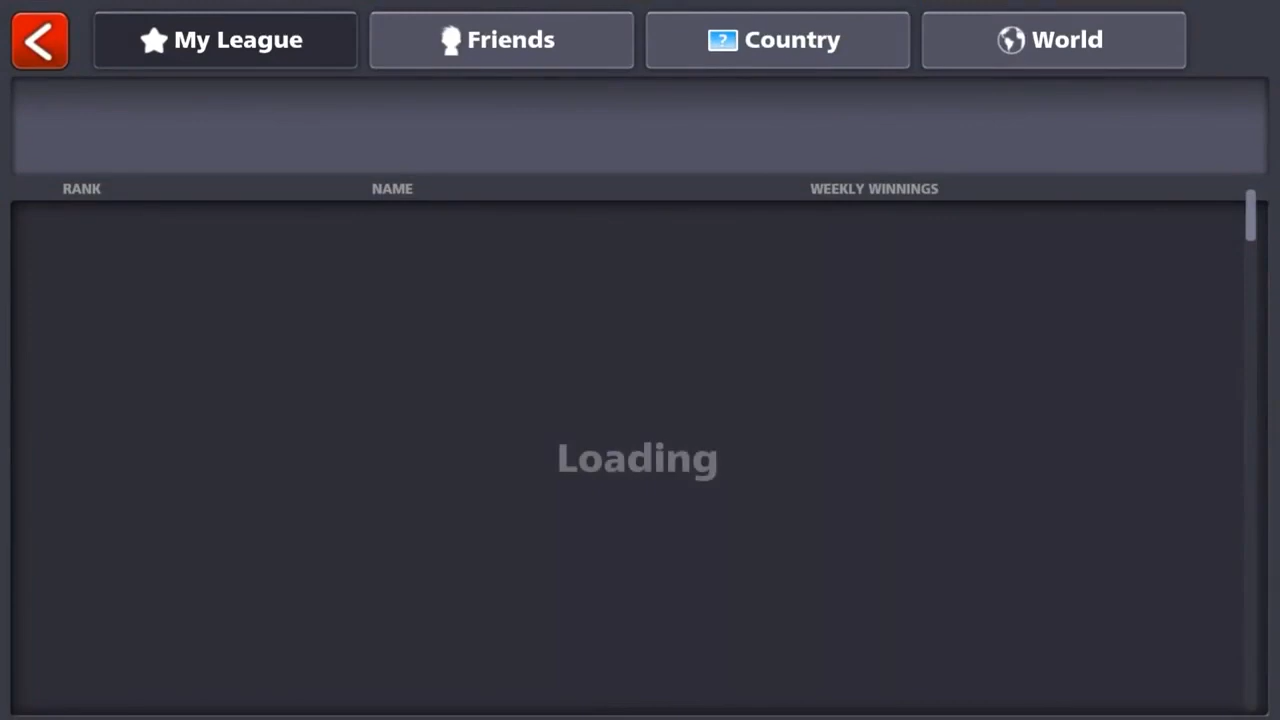 My League
Friends
? Country
World
RANK NAME WEEKLY WINNINGS
Loading